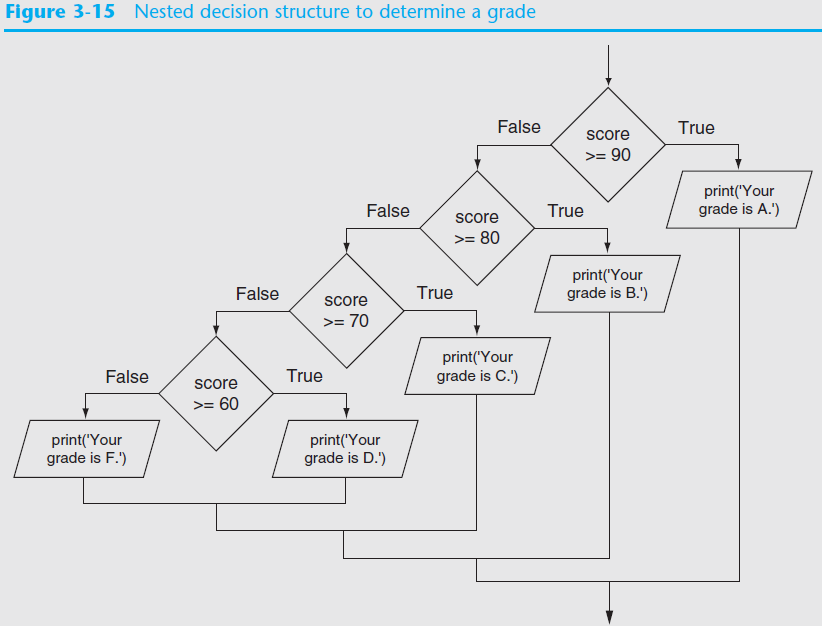 Figure 3-15 Nested decision structure to determine a grade
False
score
>= 90
True
print('Your
grade is A.')
False
score
>= 80
True
print('Your
grade is B.')
False
score
>= 70
True
print('Your
grade is C.')
False
score
>= 60
True
print('Your
grade is F.')
print('Your
grade is D.')